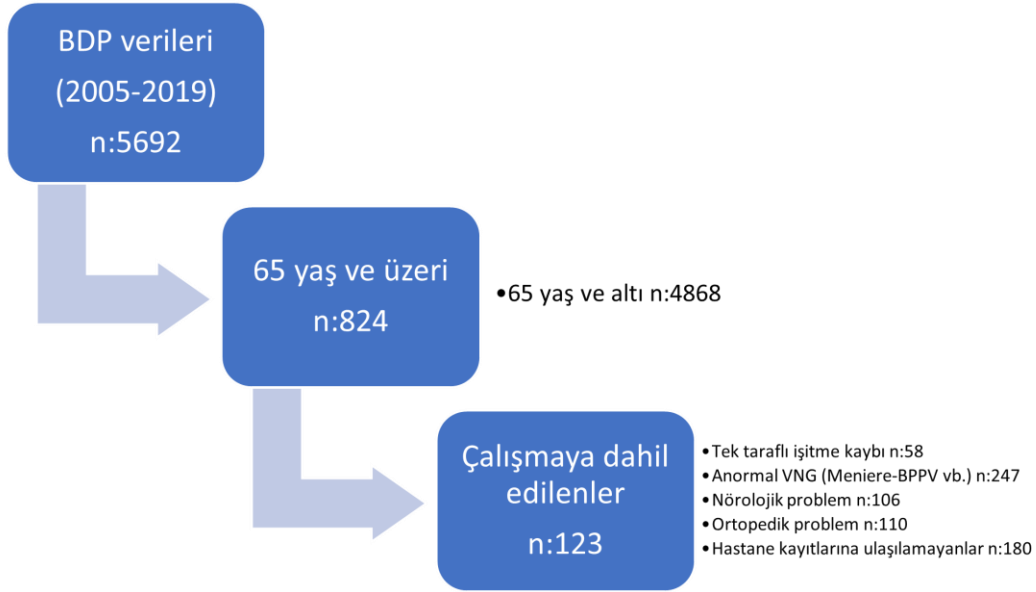 BDP verileri
(2005-2019)
n:5692
65 yaş ve üzeri
n:824
•65 yaş ve altı n:4868
Çalışmaya dahil
edilenler
n:123
•Tek taraflı işitme kaybı n:58
•Anormal VNG (Meniere-BPPV vb.) n:247
•Nörolojik problem n:106
•Ortopedik problem n:110
•Hastane kayıtlarına ulaşılamayanlar n:180